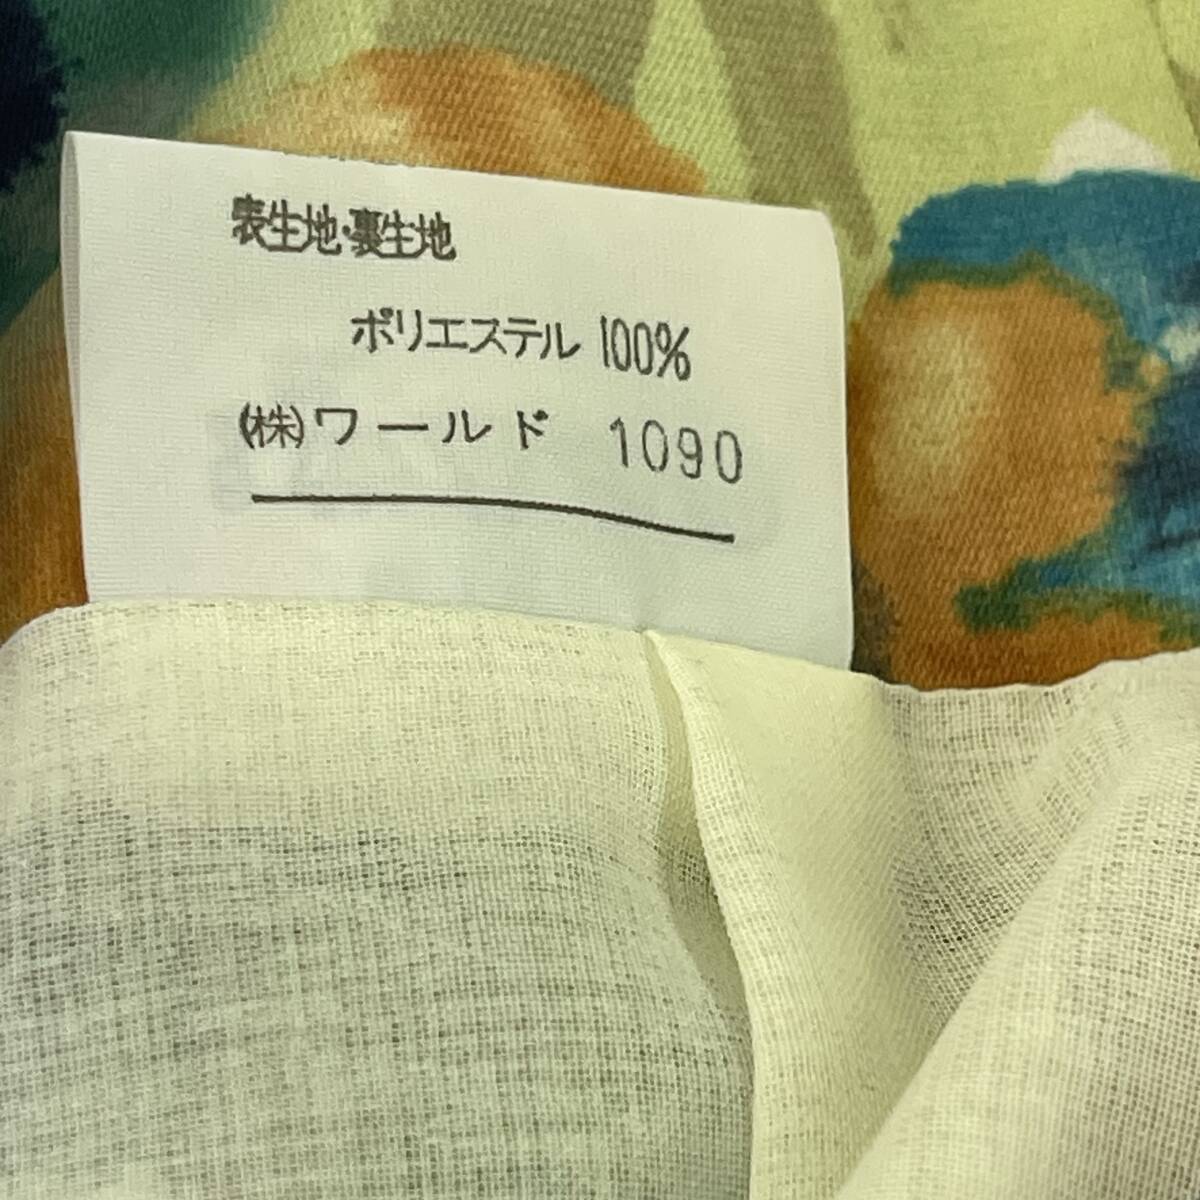 表生地・裏生地
ポリエステル 100%
(株)ワールド 1090